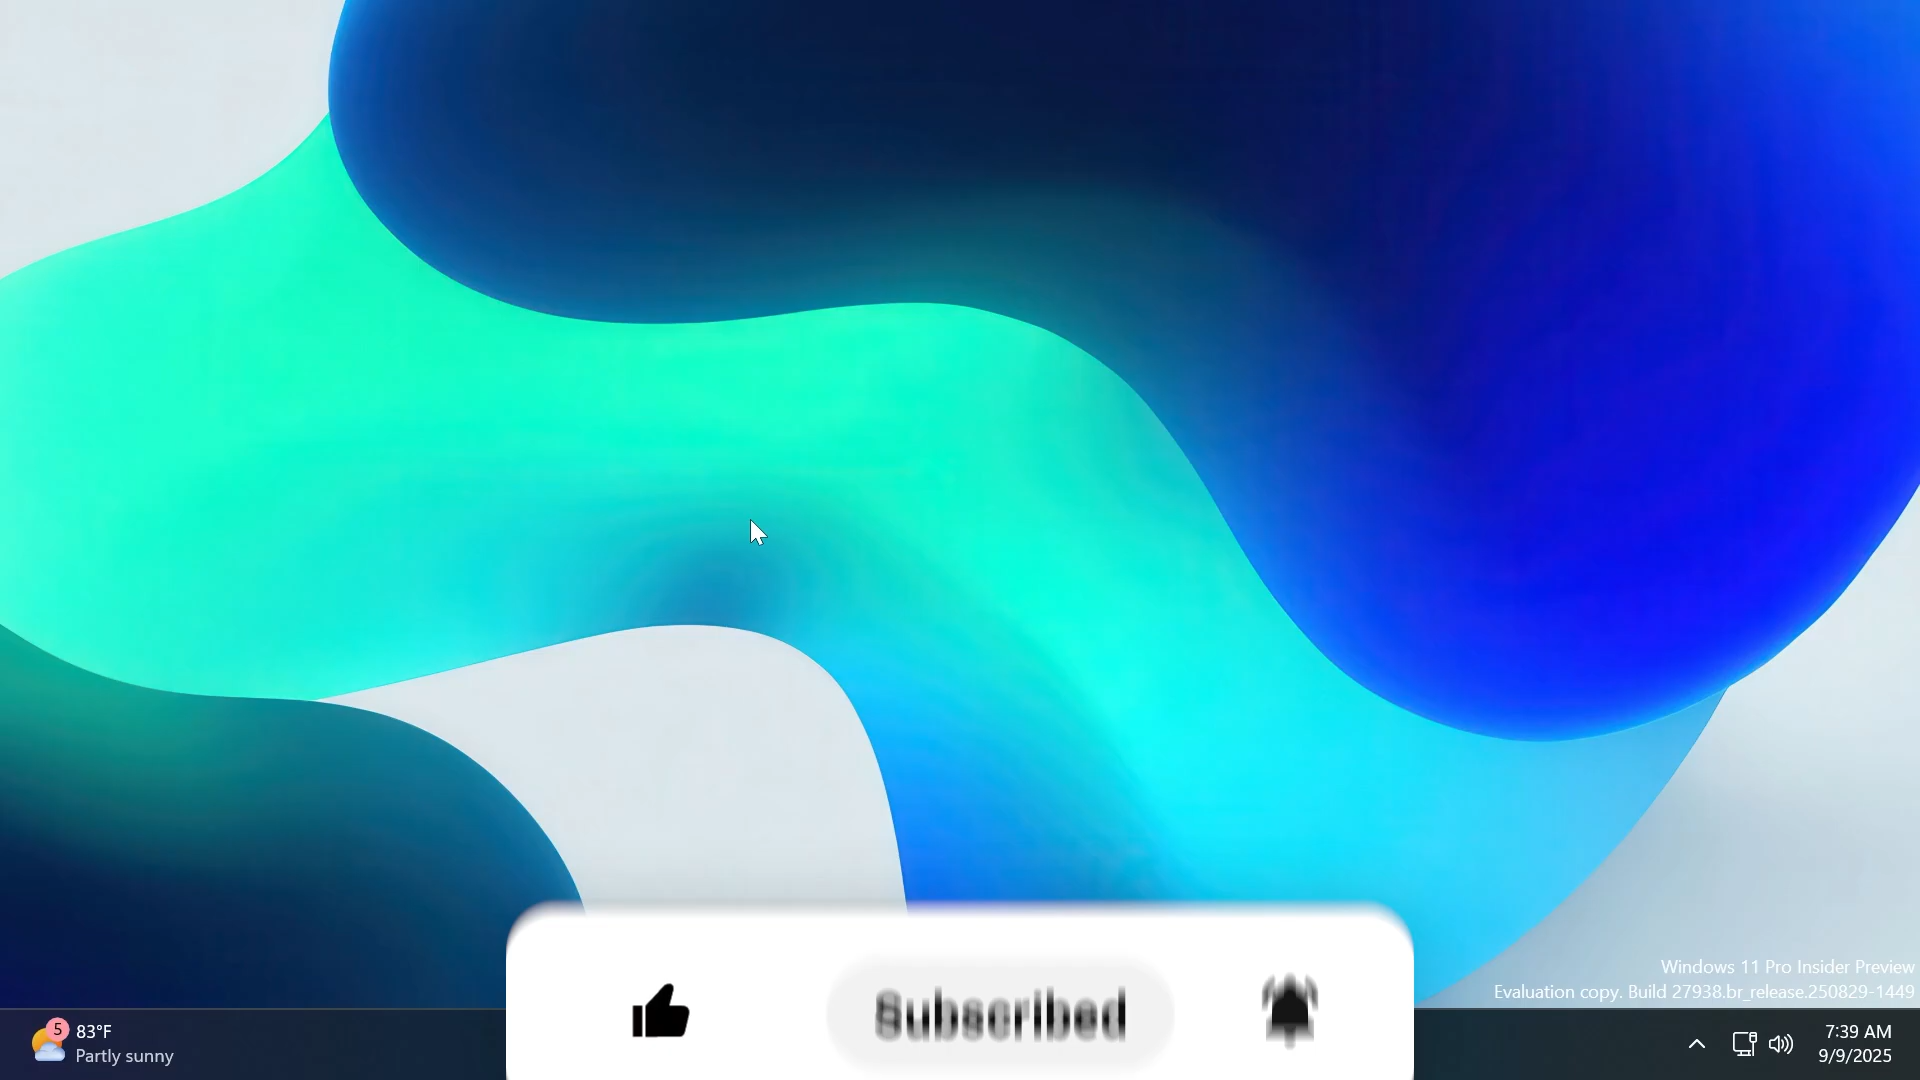 Windows 11 Pro Insider Preview
Evaluation copy. Build 27938.br_release.250829-1449
Subscribed
5
83°F
Partly sunny
7:39 AM
9/9/2025